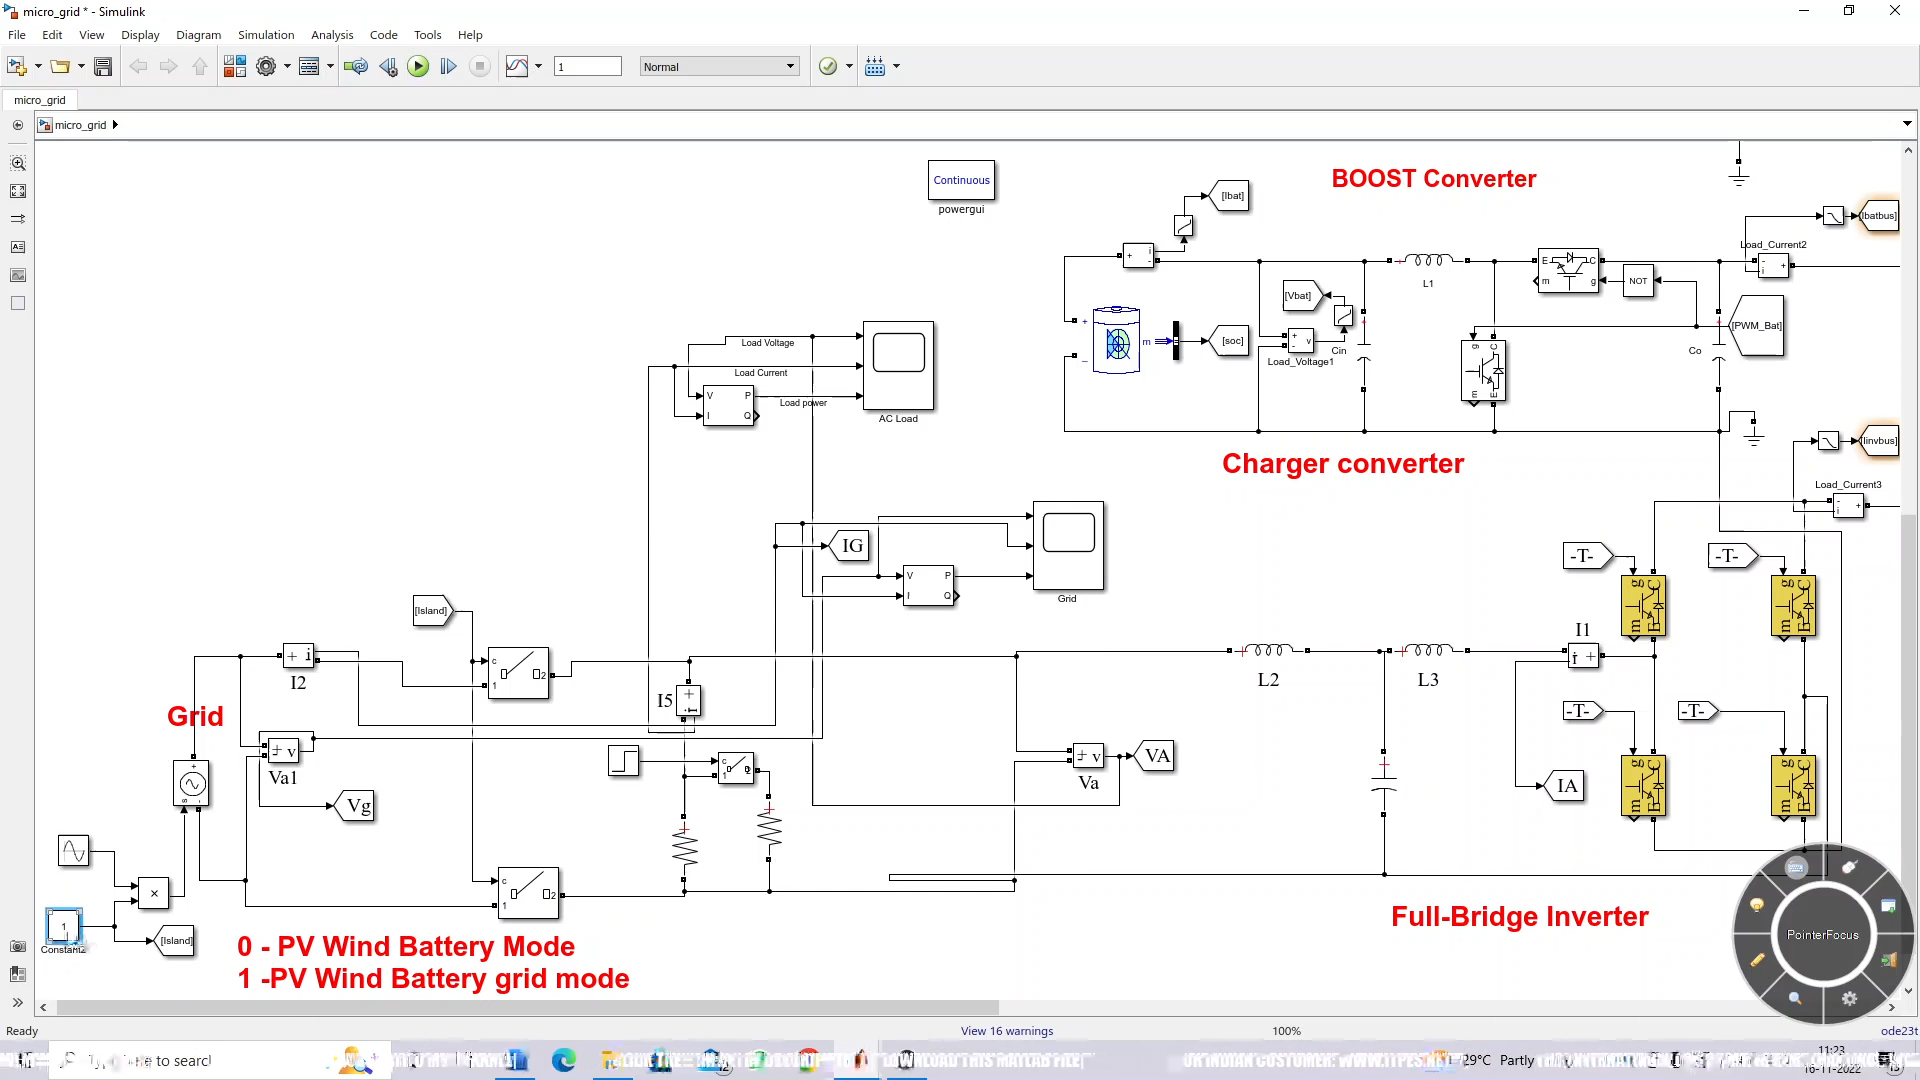 micro_grid * - Simulink
File Edit View Display Diagram Simulation Analysis Code Tools Help
1
Normal
micro_grid
micro_grid
Continuous
powergui
BOOST Converter
[Ibat]
[Ibatbus]
Load_Current2
L1
E C
m g
NOT
[Vbat]
[PWM_Bat]
Load_Voltage1
Cin
Co
m
[soc]
Load Voltage
Load Current
Load power
V P
I Q
AC Load
Charger converter
[Iinvbus]
Load_Current3
IG
V P
I Q
Grid
-T-
-T-
[Island]
I1
I2
I5
L2
L3
Grid
-T-
-T-
Va1
Vg
VA
Va
IA
1
Constant2
[Island]
Full-Bridge Inverter
0 - PV Wind Battery Mode
1 -PV Wind Battery grid mode
PointerFocus
Ready
View 16 warnings
100%
ode23t
29°C Partly
11:23
16-11-2022